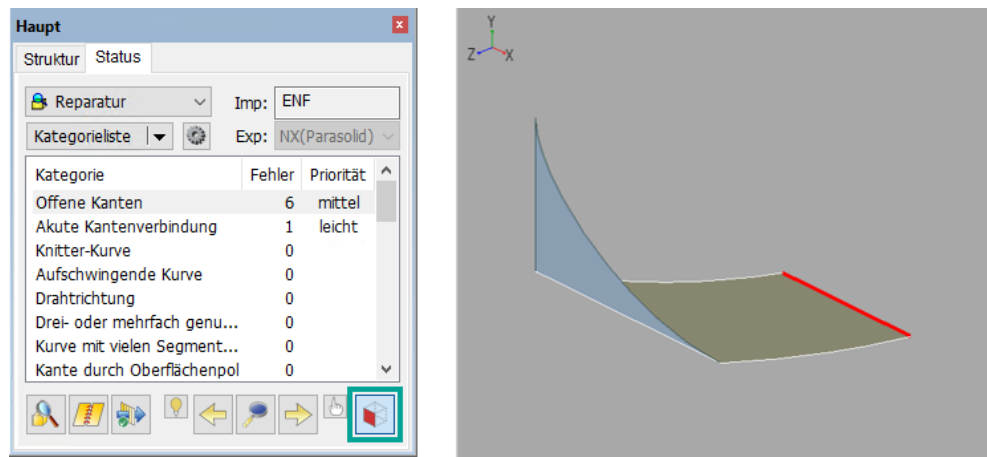 Haupt
Struktur Status
Reparatur Imp: ENF
Kategorieliste Exp: NX(Parasolid)
Kategorie Fehler Priorität
Offene Kanten 6 mittel
Akute Kantenverbindung 1 leicht
Knitter-Kurve 0
Aufschwingende Kurve 0
Drahtrichtung 0
Drei- oder mehrfach genu... 0
Kurve mit vielen Segment... 0
Kante durch Oberflächenpol 0
Y
Z X